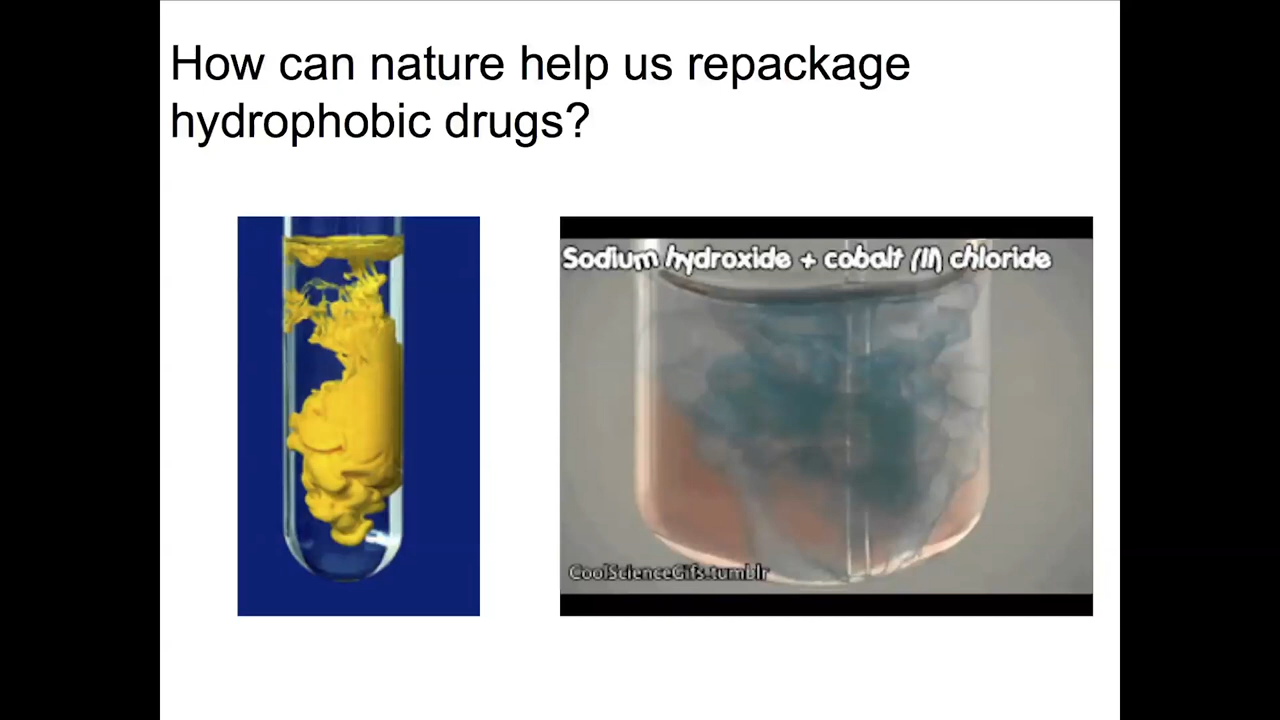 How can nature help us repackage
hydrophobic drugs?
Sodium hydroxide + cobalt (II) chloride
CoolScienceGifs.tumblr